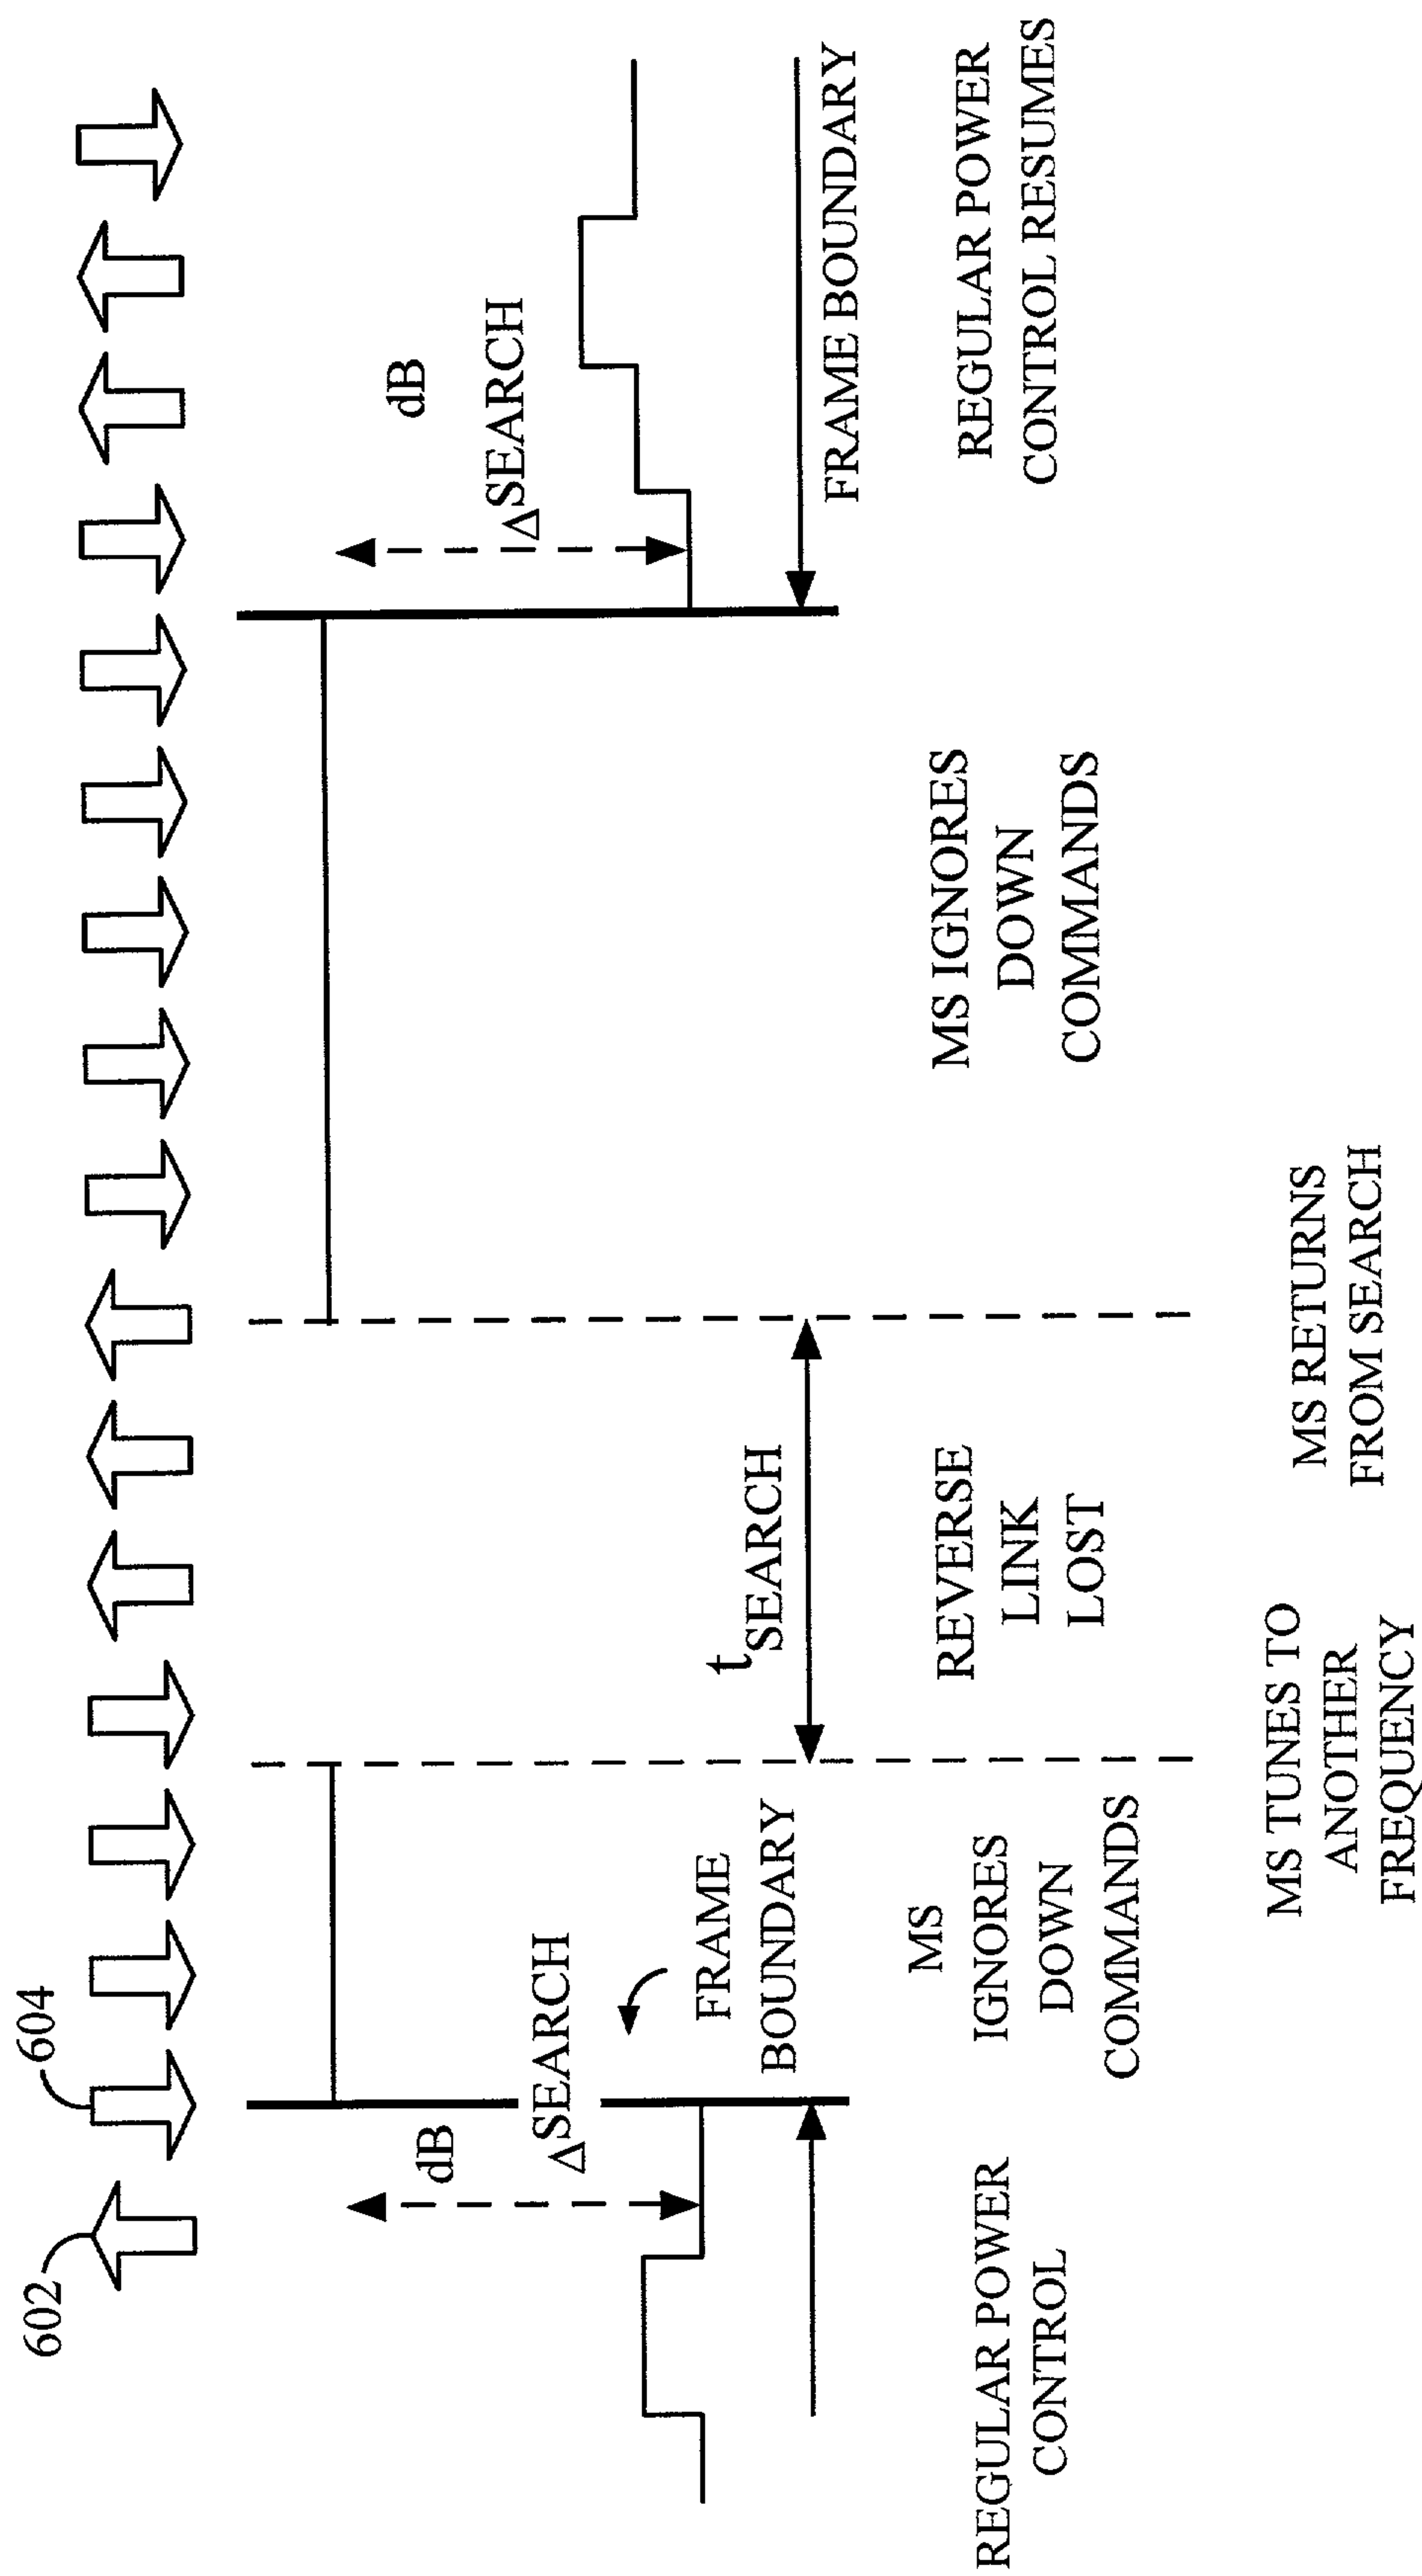 602
604
dB
ΔSEARCH
dB
ΔSEARCH
FRAME
BOUNDARY
tSEARCH
FRAME BOUNDARY
REGULAR POWER
CONTROL
MS
IGNORES
DOWN
COMMANDS
REVERSE
LINK
LOST
MS IGNORES
DOWN
COMMANDS
REGULAR POWER
CONTROL RESUMES
MS TUNES TO
ANOTHER
FREQUENCY
MS RETURNS
FROM SEARCH